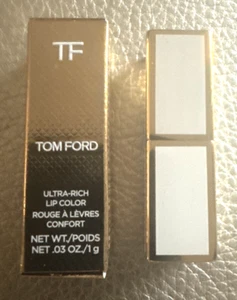 TF
TOM FORD
ULTRA-RICH
LIP COLOR
ROUGE À LÈVRES
CONFORT
NET WT./POIDS
NET .03 OZ./1 g